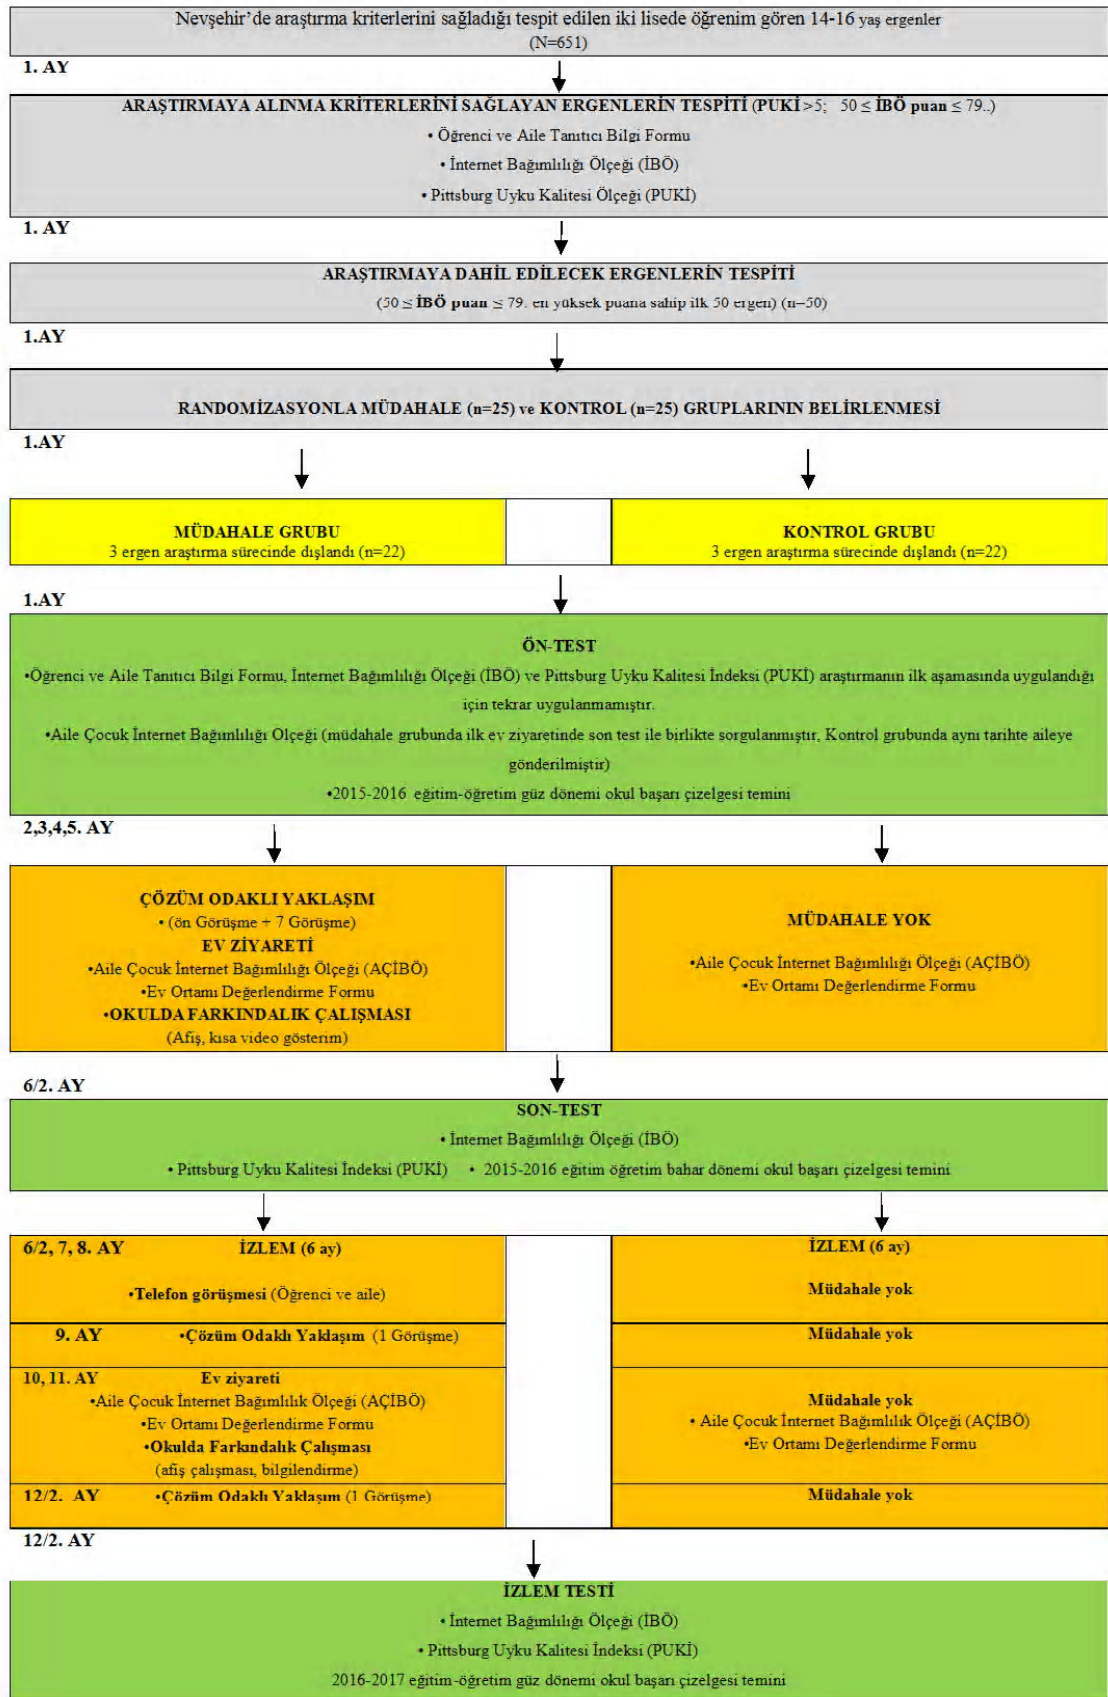 Nevşehir’de araştırma kriterlerini sağladığı tespit edilen iki lisede öğrenim gören 14-16 yaş ergenler
(N=651)
1. AY
ARAŞTIRMAYA ALINMA KRİTERLERİNİ SAĞLAYAN ERGENLERİN TESPİTİ (PUKİ >5; 50 ≤ İBÖ puan ≤ 79..)
• Öğrenci ve Aile Tanıtıcı Bilgi Formu
• İnternet Bağımlılığı Ölçeği (İBÖ)
• Pittsburg Uyku Kalitesi Ölçeği (PUKİ)
1. AY
ARAŞTIRMAYA DAHİL EDİLECEK ERGENLERİN TESPİTİ
(50 ≤ İBÖ puan ≤ 79. en yüksek puana sahip ilk 50 ergen) (n=50)
1.AY
RANDOMİZASYONLA MÜDAHALE (n=25) ve KONTROL (n=25) GRUPLARININ BELİRLENMESİ
1.AY
MÜDAHALE GRUBU
3 ergen araştırma sürecinde dışlandı (n=22)
KONTROL GRUBU
3 ergen araştırma sürecinde dışlandı (n=22)
1.AY
ÖN-TEST
•Öğrenci ve Aile Tanıtıcı Bilgi Formu, İnternet Bağımlılığı Ölçeği (İBÖ) ve Pittsburg Uyku Kalitesi İndeksi (PUKİ) araştırmanın ilk aşamasında uygulandığı
için tekrar uygulanmamıştır.
•Aile Çocuk İnternet Bağımlılığı Ölçeği (müdahale grubunda ilk ev ziyaretinde son test ile birlikte sorgulanmıştır, Kontrol grubunda aynı tarihte aileye
gönderilmiştir)
•2015-2016 eğitim-öğretim güz dönemi okul başarı çizelgesi temini
2,3,4,5. AY
ÇÖZÜM ODAKLI YAKLAŞIM
• (ön Görüşme + 7 Görüşme)
EV ZİYARETİ
•Aile Çocuk İnternet Bağımlılığı Ölçeği (AÇİBÖ)
•Ev Ortamı Değerlendirme Formu
•OKULDA FARKINDALIK ÇALIŞMASI
(Afiş, kısa video gösterim)
MÜDAHALE YOK
•Aile Çocuk İnternet Bağımlılığı Ölçeği (AÇİBÖ)
•Ev Ortamı Değerlendirme Formu
6/2. AY
SON-TEST
• İnternet Bağımlılığı Ölçeği (İBÖ)
• Pittsburg Uyku Kalitesi İndeksi (PUKİ) • 2015-2016 eğitim öğretim bahar dönemi okul başarı çizelgesi temini
6/2, 7, 8. AY İZLEM (6 ay)
•Telefon görüşmesi (Öğrenci ve aile)
İZLEM (6 ay)
Müdahale yok
9. AY •Çözüm Odaklı Yaklaşım (1 Görüşme)
Müdahale yok
10, 11. AY Ev ziyareti
•Aile Çocuk İnternet Bağımlılık Ölçeği (AÇİBÖ)
•Ev Ortamı Değerlendirme Formu
•Okulda Farkındalık Çalışması
(afiş çalışması, bilgilendirme)
Müdahale yok
• Aile Çocuk İnternet Bağımlılık Ölçeği (AÇİBÖ)
•Ev Ortamı Değerlendirme Formu
12/2. AY •Çözüm Odaklı Yaklaşım (1 Görüşme)
Müdahale yok
12/2. AY
İZLEM TESTİ
• İnternet Bağımlılığı Ölçeği (İBÖ)
• Pittsburg Uyku Kalitesi İndeksi (PUKİ)
2016-2017 eğitim-öğretim güz dönemi okul başarı çizelgesi temini